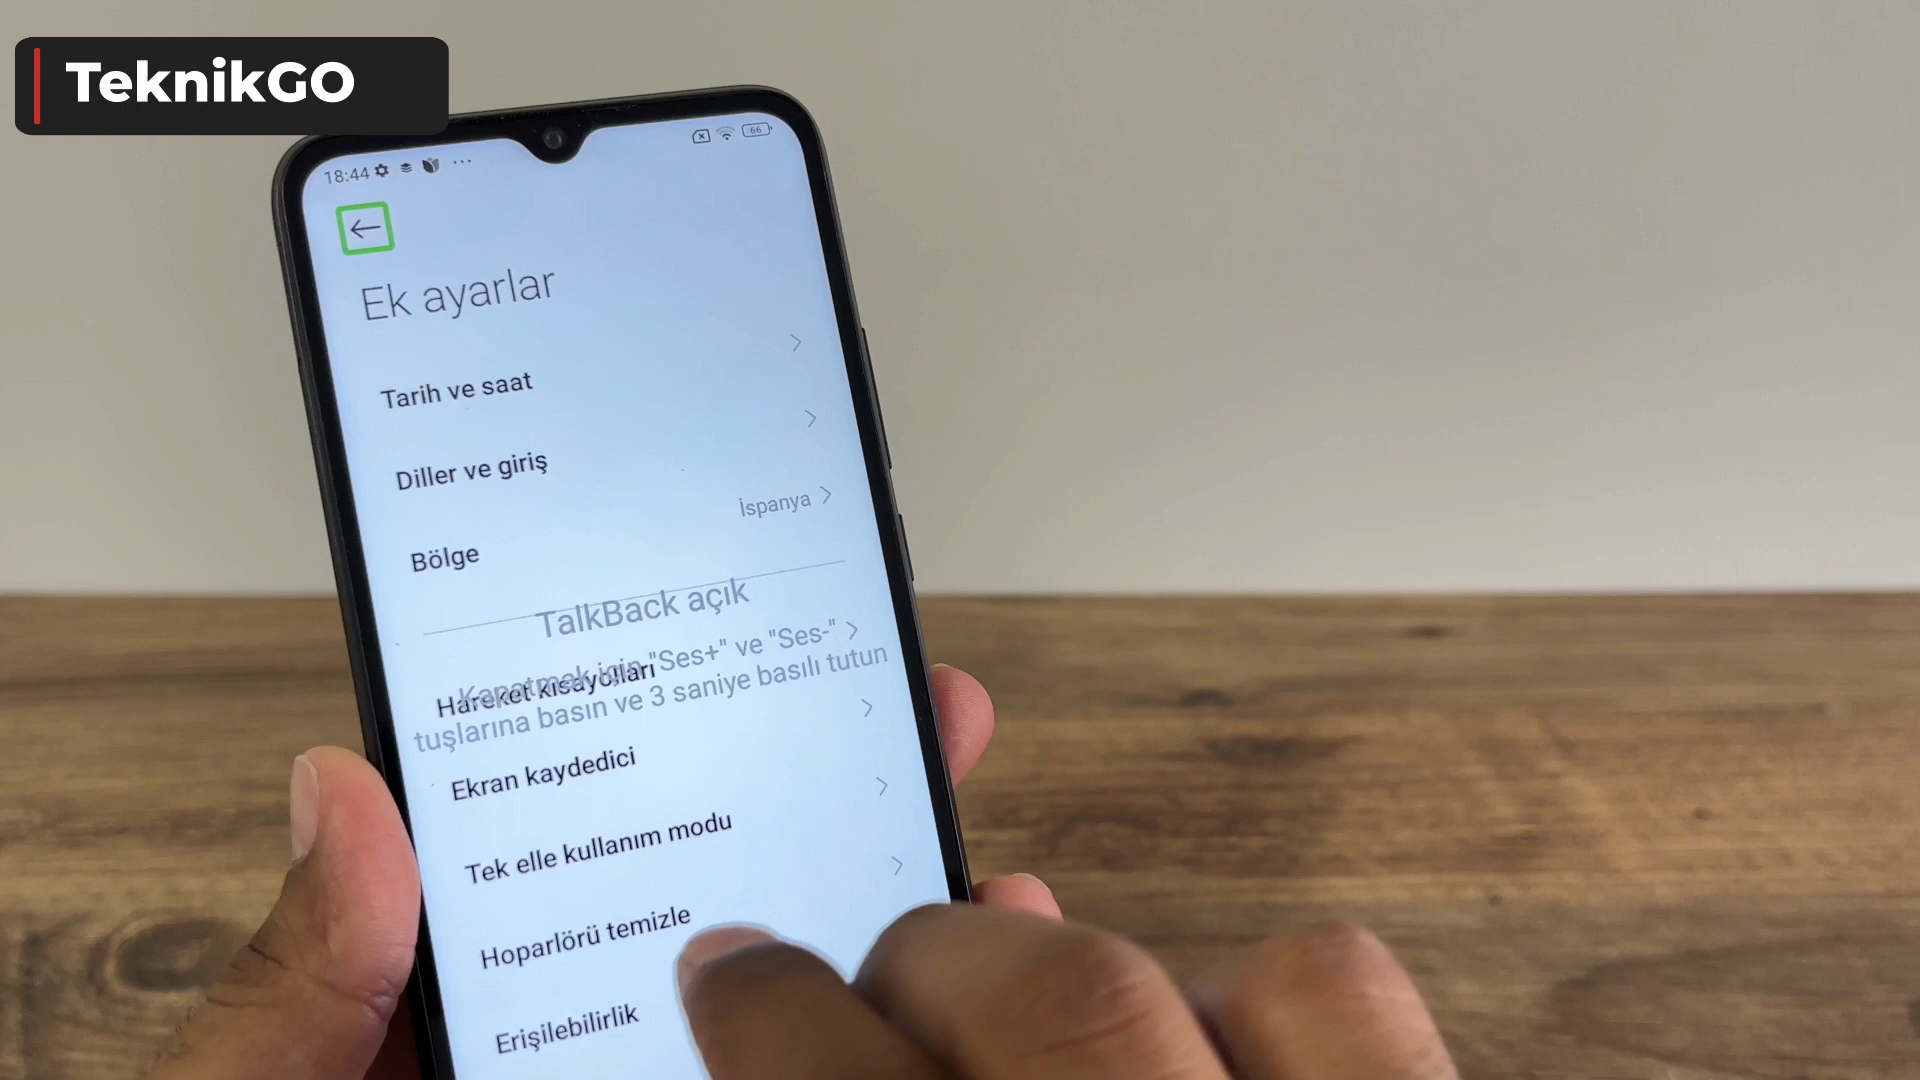 TeknikGO
18:44
66
Ek ayarlar
Tarih ve saat
Diller ve giriş
İspanya
Bölge
TalkBack açık
Kapatmak için "Ses+" ve "Ses-"
Hareket kısayolları
tuşlarına basın ve 3 saniye basılı tutun
Ekran kaydedici
Tek elle kullanım modu
Hoparlörü temizle
Erişilebilirlik